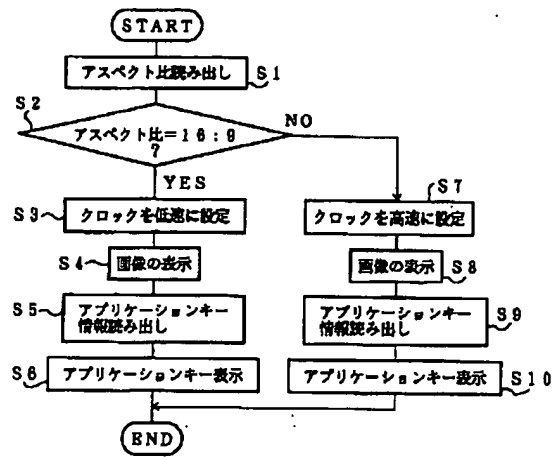 START
アスペクト比読み出し
S1
S2
アスペクト比=16:9
?
NO
YES
S3
クロックを低速に設定
S7
クロックを高速に設定
S4
画像の表示
画像の表示
S8
S5
アプリケーションキー
情報読み出し
アプリケーションキー
情報読み出し
S9
S6
アプリケーションキー表示
アプリケーションキー表示
S10
END